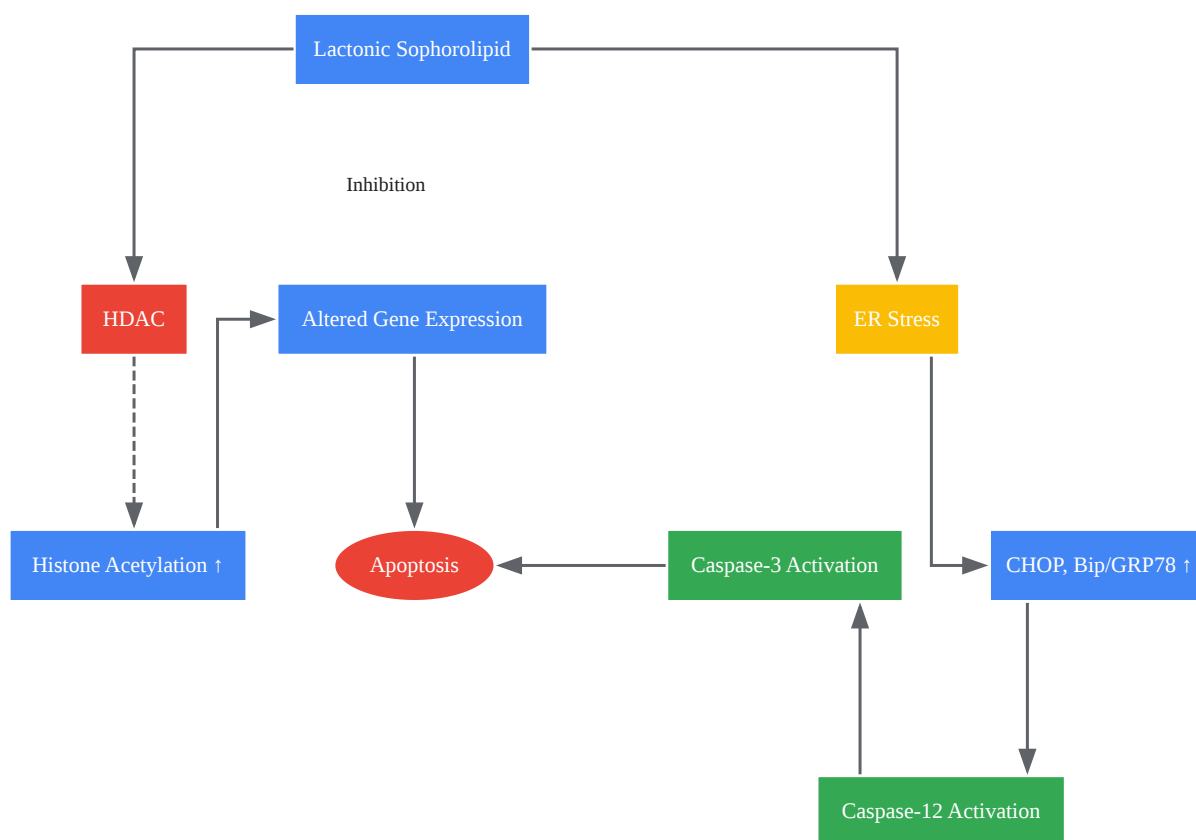 Lactonic Sophorolipid
Inhibition
HDAC
Altered Gene Expression
ER Stress
Histone Acetylation ↑
Apoptosis
Caspase-3 Activation
CHOP, Bip/GRP78 ↑
Caspase-12 Activation